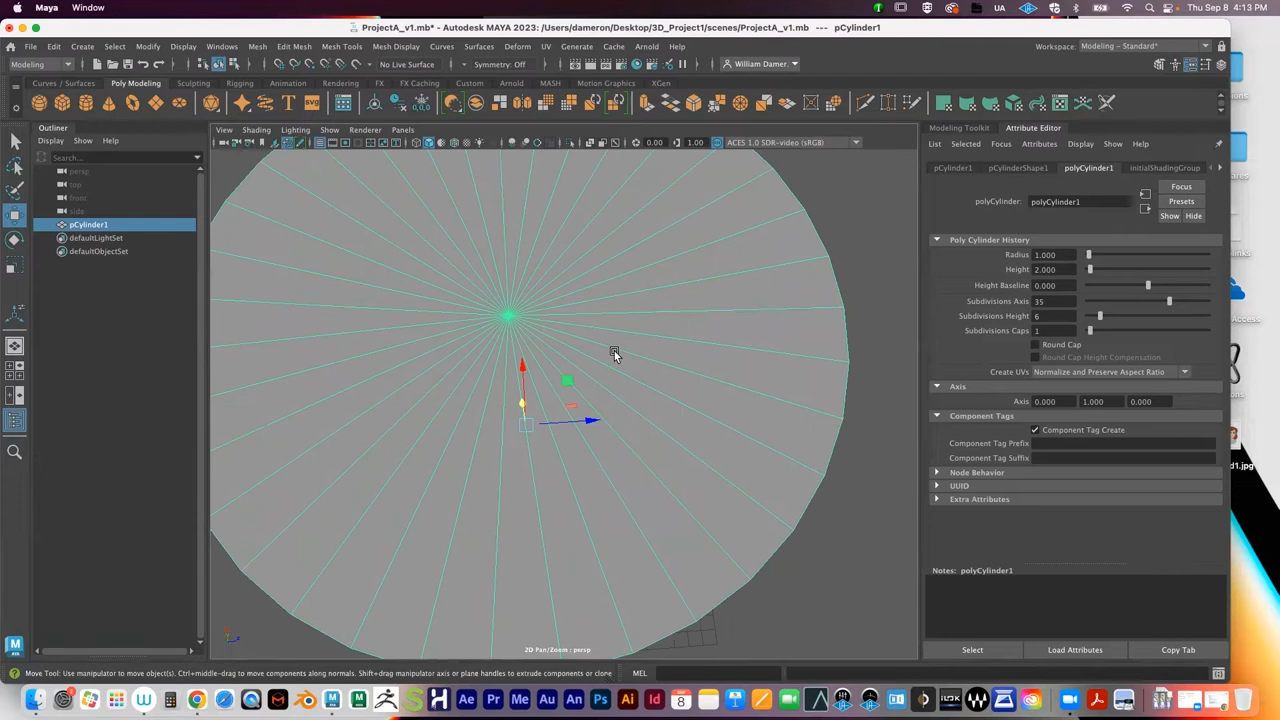 Maya Window UA Thu Sep 8 4:13 PM
ProjectA_v1.mb* - Autodesk MAYA 2023: /Users/dameron/Desktop/3D_Project1/scenes/ProjectA_v1.mb --- pCylinder1
File Edit Create Select Modify Display Windows Mesh Edit Mesh Mesh Tools Mesh Display Curves Surfaces Deform UV Generate Cache Arnold Help Workspace: Modeling - Standard*
Modeling No Live Surface Symmetry: Off William Damer.
Curves / Surfaces Poly Modeling Sculpting Rigging Animation Rendering FX FX Caching Custom Arnold MASH Motion Graphics XGen
Outliner
Display Show Help
Search...
persp
top
front
side
pCylinder1
defaultLightSet
defaultObjectSet
View Shading Lighting Show Renderer Panels
0.00 1.00 ACES 1.0 SDR-video (sRGB)
2D Pan/Zoom : persp
Modeling Toolkit Attribute Editor
List Selected Focus Attributes Display Show Help
pCylinder1 pCylinderShape1 polyCylinder1 initialShadingGroup
polyCylinder: polyCylinder1
Focus
Presets
Show Hide
Poly Cylinder History
Radius 1.000
Height 2.000
Height Baseline 0.000
Subdivisions Axis 35
Subdivisions Height 6
Subdivisions Caps 1
Round Cap
Round Cap Height Compensation
Create UVs Normalize and Preserve Aspect Ratio
Axis
Axis 0.000 1.000 0.000
Component Tags
Component Tag Create
Component Tag Prefix
Component Tag Suffix
Node Behavior
UUID
Extra Attributes
Notes: polyCylinder1
Select Load Attributes Copy Tab
Move Tool: Use manipulator to move object(s). Ctrl+middle-drag to move components along normals. Shift+drag manipulator axis or plane handles to extrude components or clone MEL